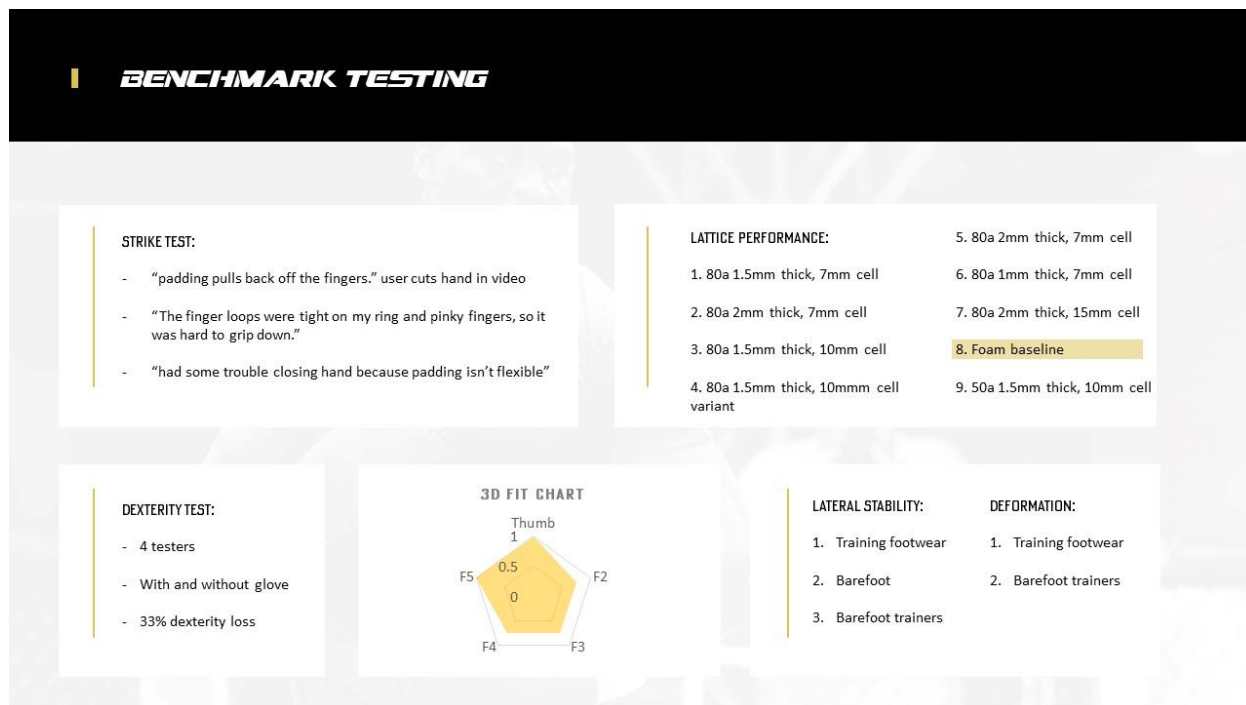 BENCHMARK TESTING
STRIKE TEST:
- “padding pulls back off the fingers.” user cuts hand in video
- “The finger loops were tight on my ring and pinky fingers, so it
was hard to grip down.”
- “had some trouble closing hand because padding isn’t flexible”
LATTICE PERFORMANCE:
1. 80a 1.5mm thick, 7mm cell
2. 80a 2mm thick, 7mm cell
3. 80a 1.5mm thick, 10mm cell
4. 80a 1.5mm thick, 10mmm cell
variant
5. 80a 2mm thick, 7mm cell
6. 80a 1mm thick, 7mm cell
7. 80a 2mm thick, 15mm cell
8. Foam baseline
9. 50a 1.5mm thick, 10mm cell
DEXTERITY TEST:
- 4 testers
- With and without glove
- 33% dexterity loss
3D FIT CHART
Thumb
1
0.5
0
F5
F2
F4
F3
LATERAL STABILITY:
1. Training footwear
2. Barefoot
3. Barefoot trainers
DEFORMATION:
1. Training footwear
2. Barefoot trainers